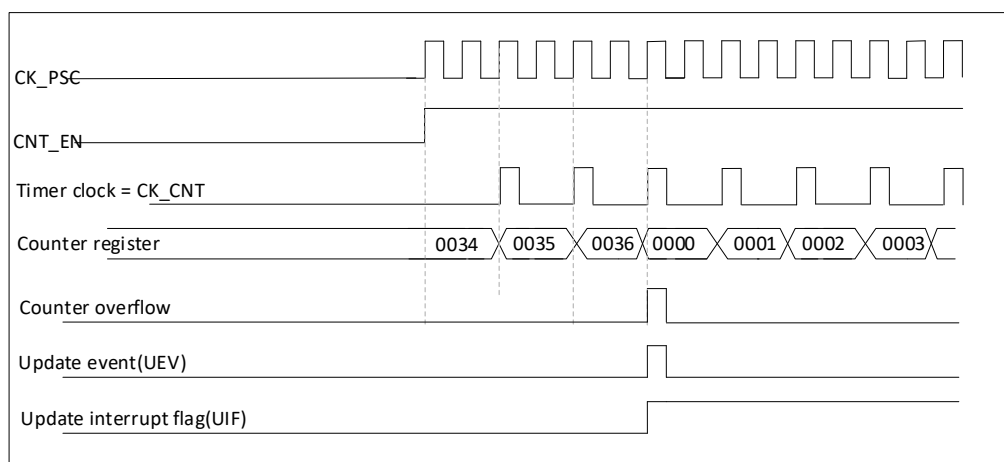 CK_PSC
CNT_EN
Timer clock = CK_CNT
Counter register
0034 0035 0036 0000 0001 0002 0003
Counter overflow
Update event(UEV)
Update interrupt flag(UIF)